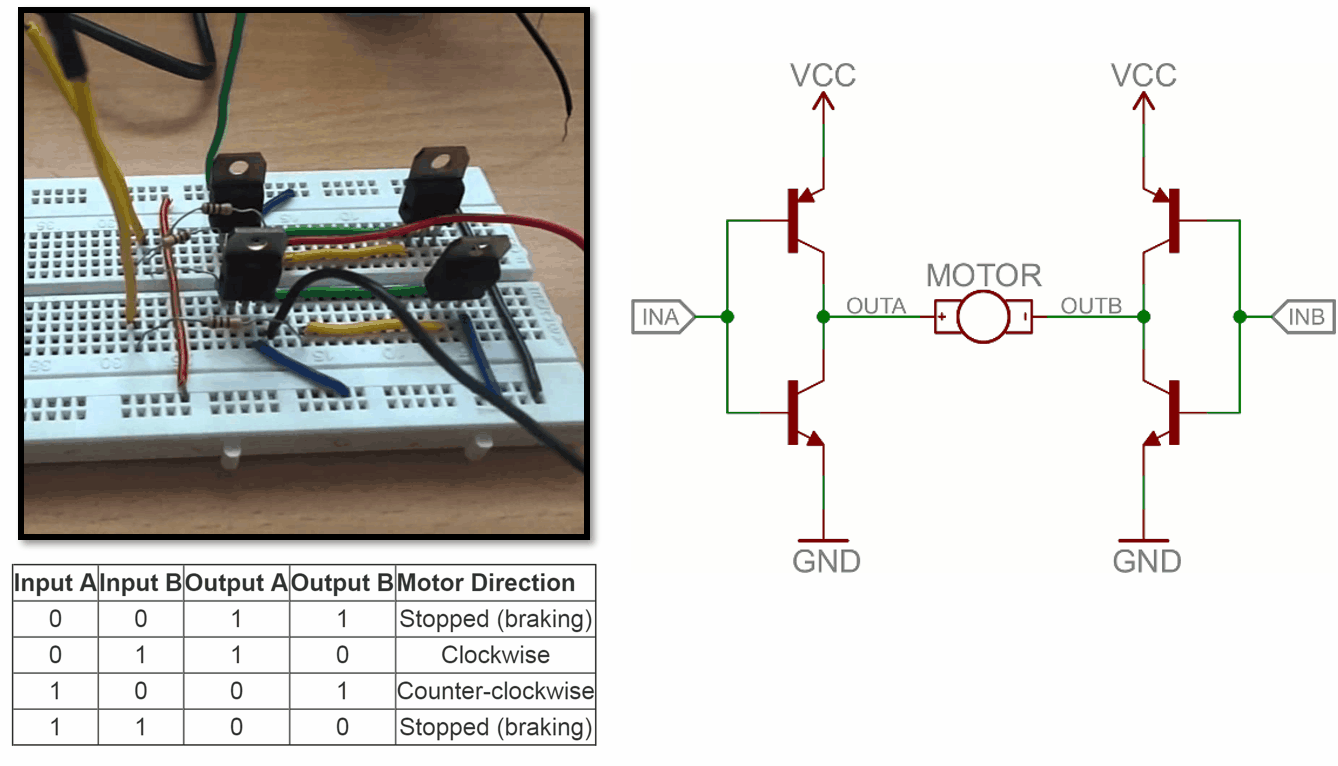 Input A Input B Output A Output B Motor Direction
0 0 1 1 Stopped (braking)
0 1 1 0 Clockwise
1 0 0 1 Counter-clockwise
1 1 0 0 Stopped (braking)
VCC VCC
MOTOR
INA OUTA + - OUTB INB
GND GND